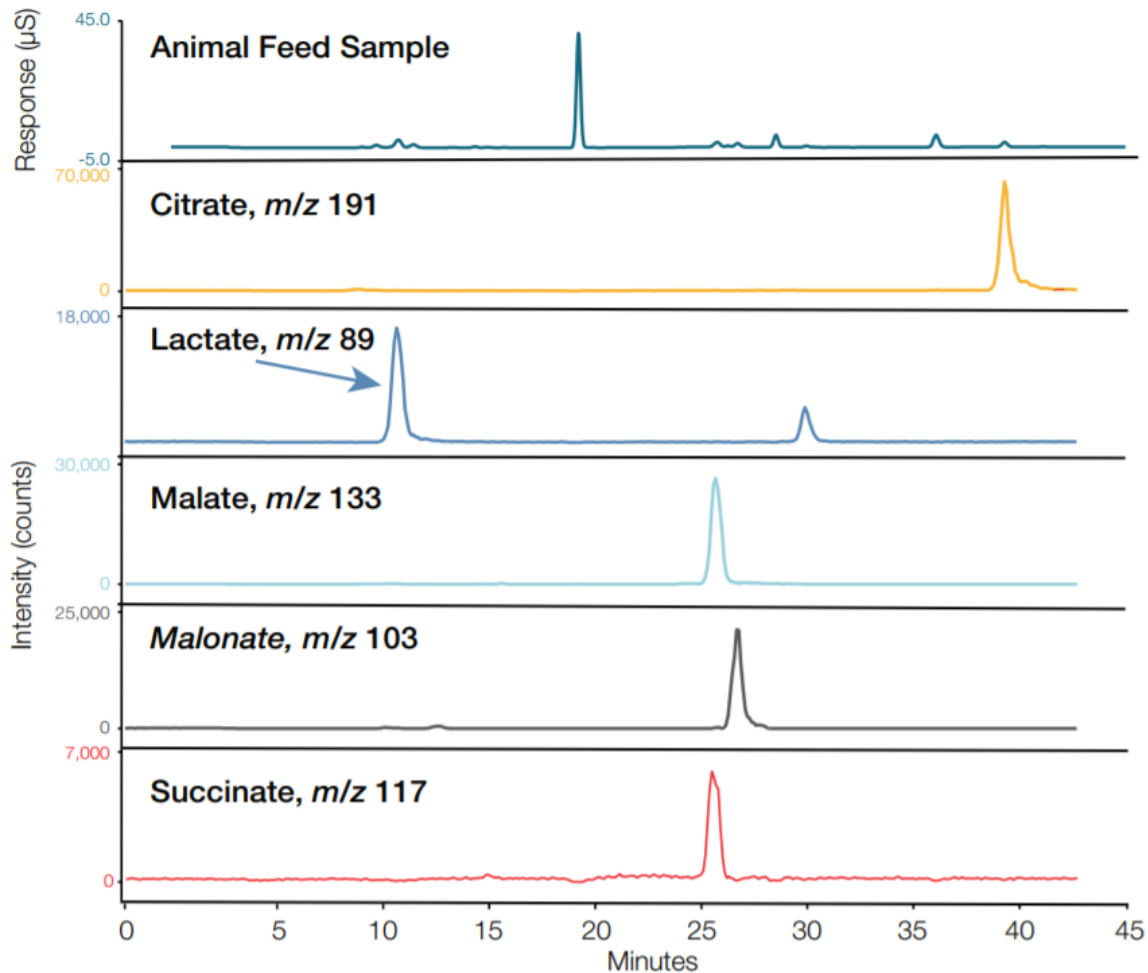 45.0
Response (µS)
Animal Feed Sample
-5.0
70,000
Citrate, m/z 191
0
18,000
Lactate, m/z 89
Intensity (counts)
30,000
Malate, m/z 133
0
25,000
Malonate, m/z 103
0
7,000
Succinate, m/z 117
0
0 5 10 15 20 25 30 35 40 45
Minutes